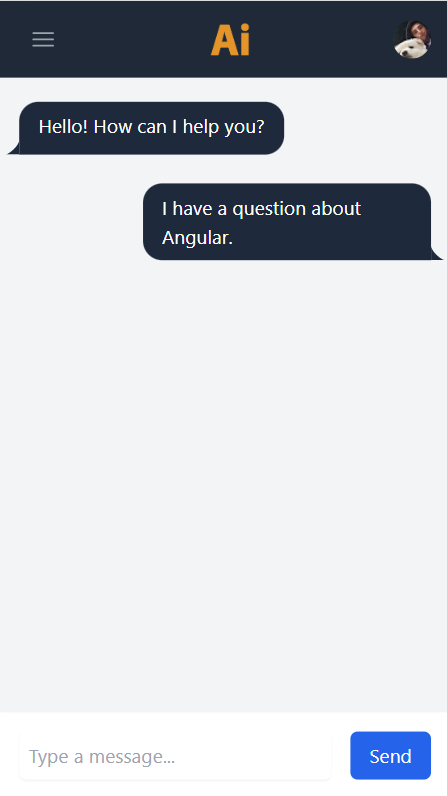 Ai
Hello! How can I help you?
I have a question about
Angular.
Type a message...
Send